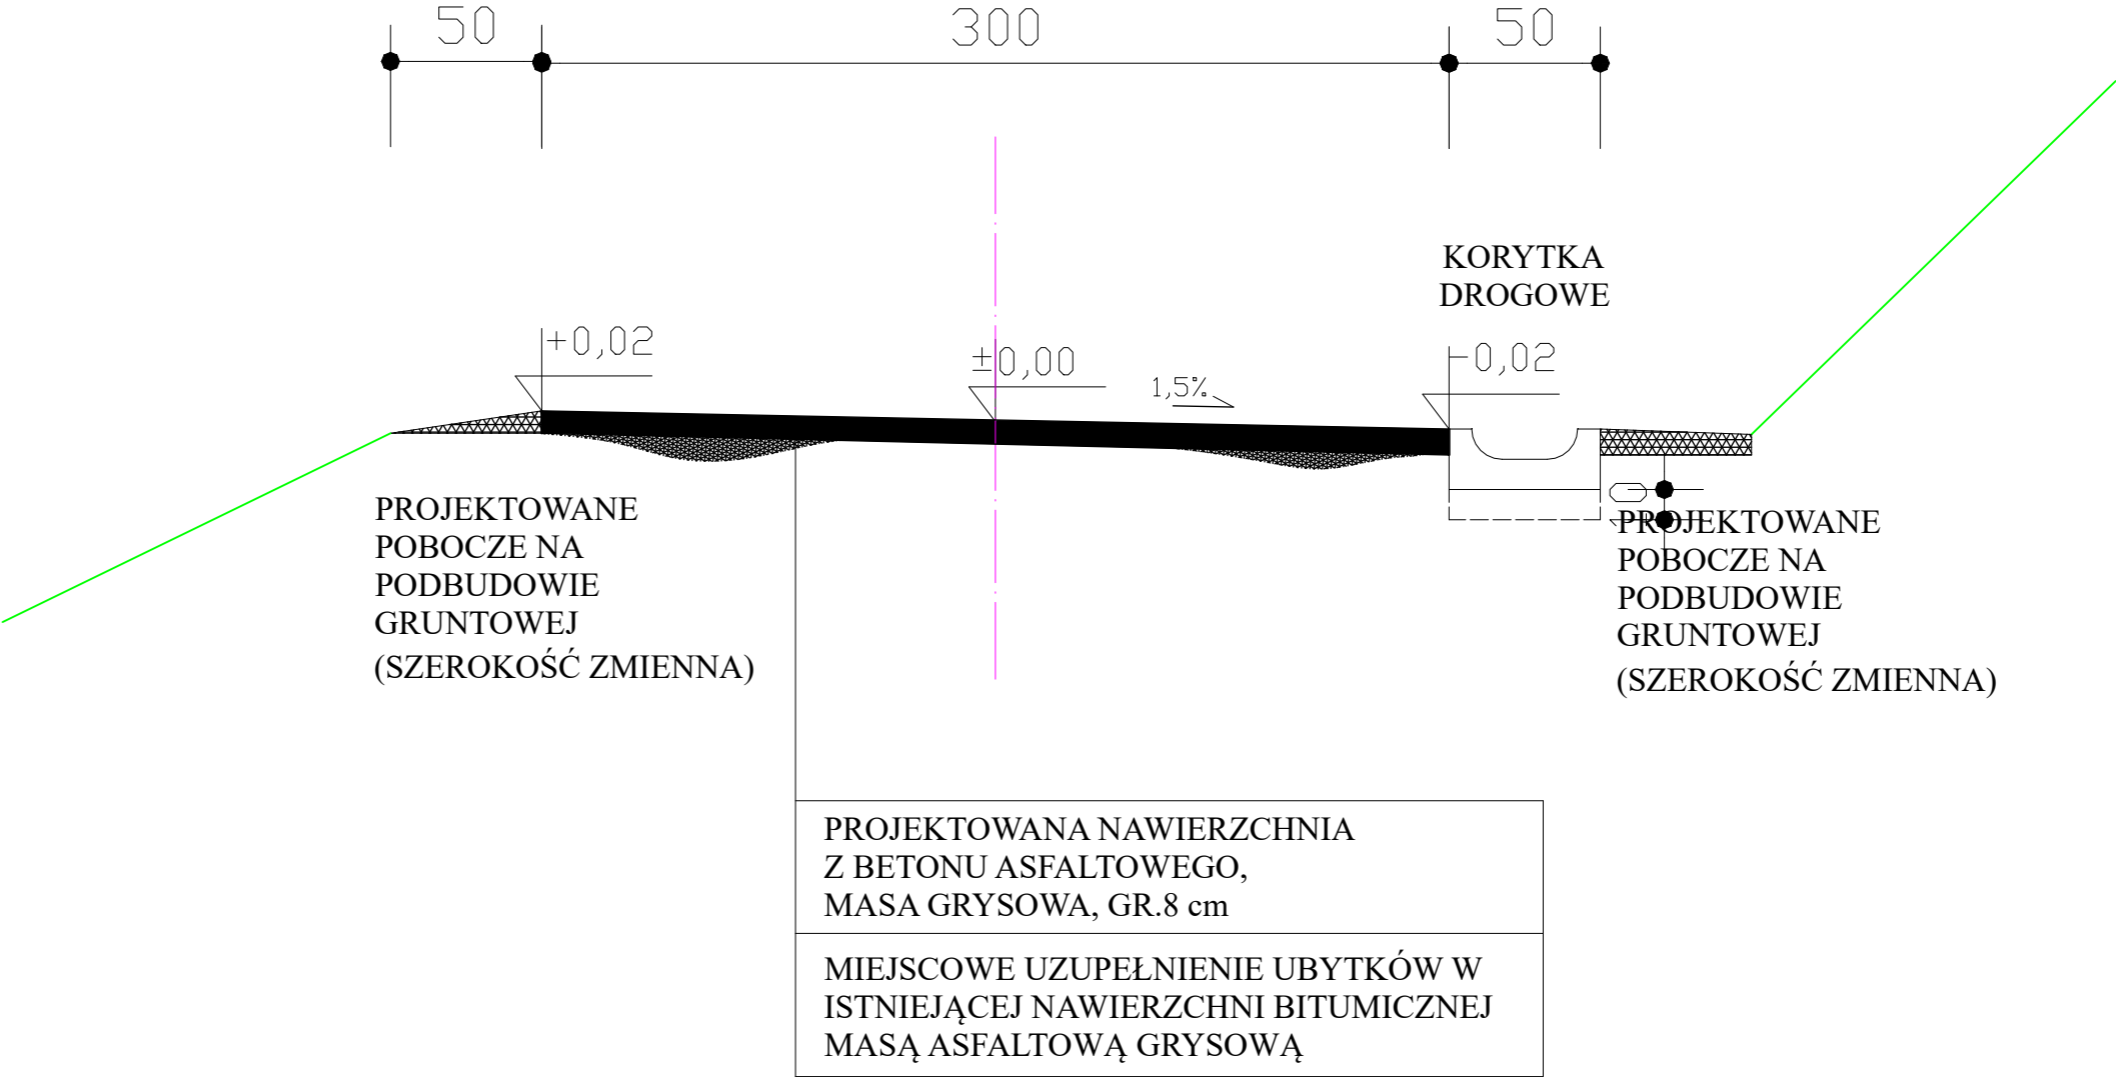 50
300
50
KORYTKA
DROGOWE
+0,02
±0,00
1,5%
-0,02
PROJEKTOWANE
POBOCZE NA
PODBUDOWIE
GRUNTOWEJ
(SZEROKOŚĆ ZMIENNA)
PROJEKTOWANE
POBOCZE NA
PODBUDOWIE
GRUNTOWEJ
(SZEROKOŚĆ ZMIENNA)
PROJEKTOWANA NAWIERZCHNIA
Z BETONU ASFALTOWEGO,
MASA GRYSOWA, GR.8 cm
MIEJSCOWE UZUPEŁNIENIE UBYTKÓW W
ISTNIEJĄCEJ NAWIERZCHNI BITUMICZNEJ
MASĄ ASFALTOWĄ GRYSOWĄ